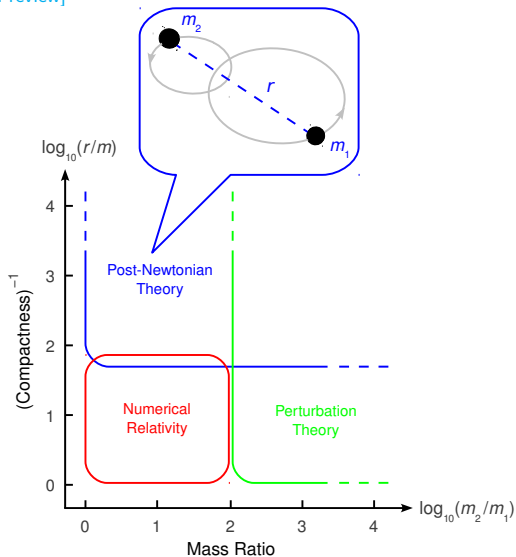 review]
m₂
r
m₁
log₁₀(r/m)
4
3
2
1
0
(Compactness)⁻¹
Post-Newtonian
Theory
Numerical
Relativity
Perturbation
Theory
0
1
2
3
4
log₁₀(m₂/m₁)
Mass Ratio